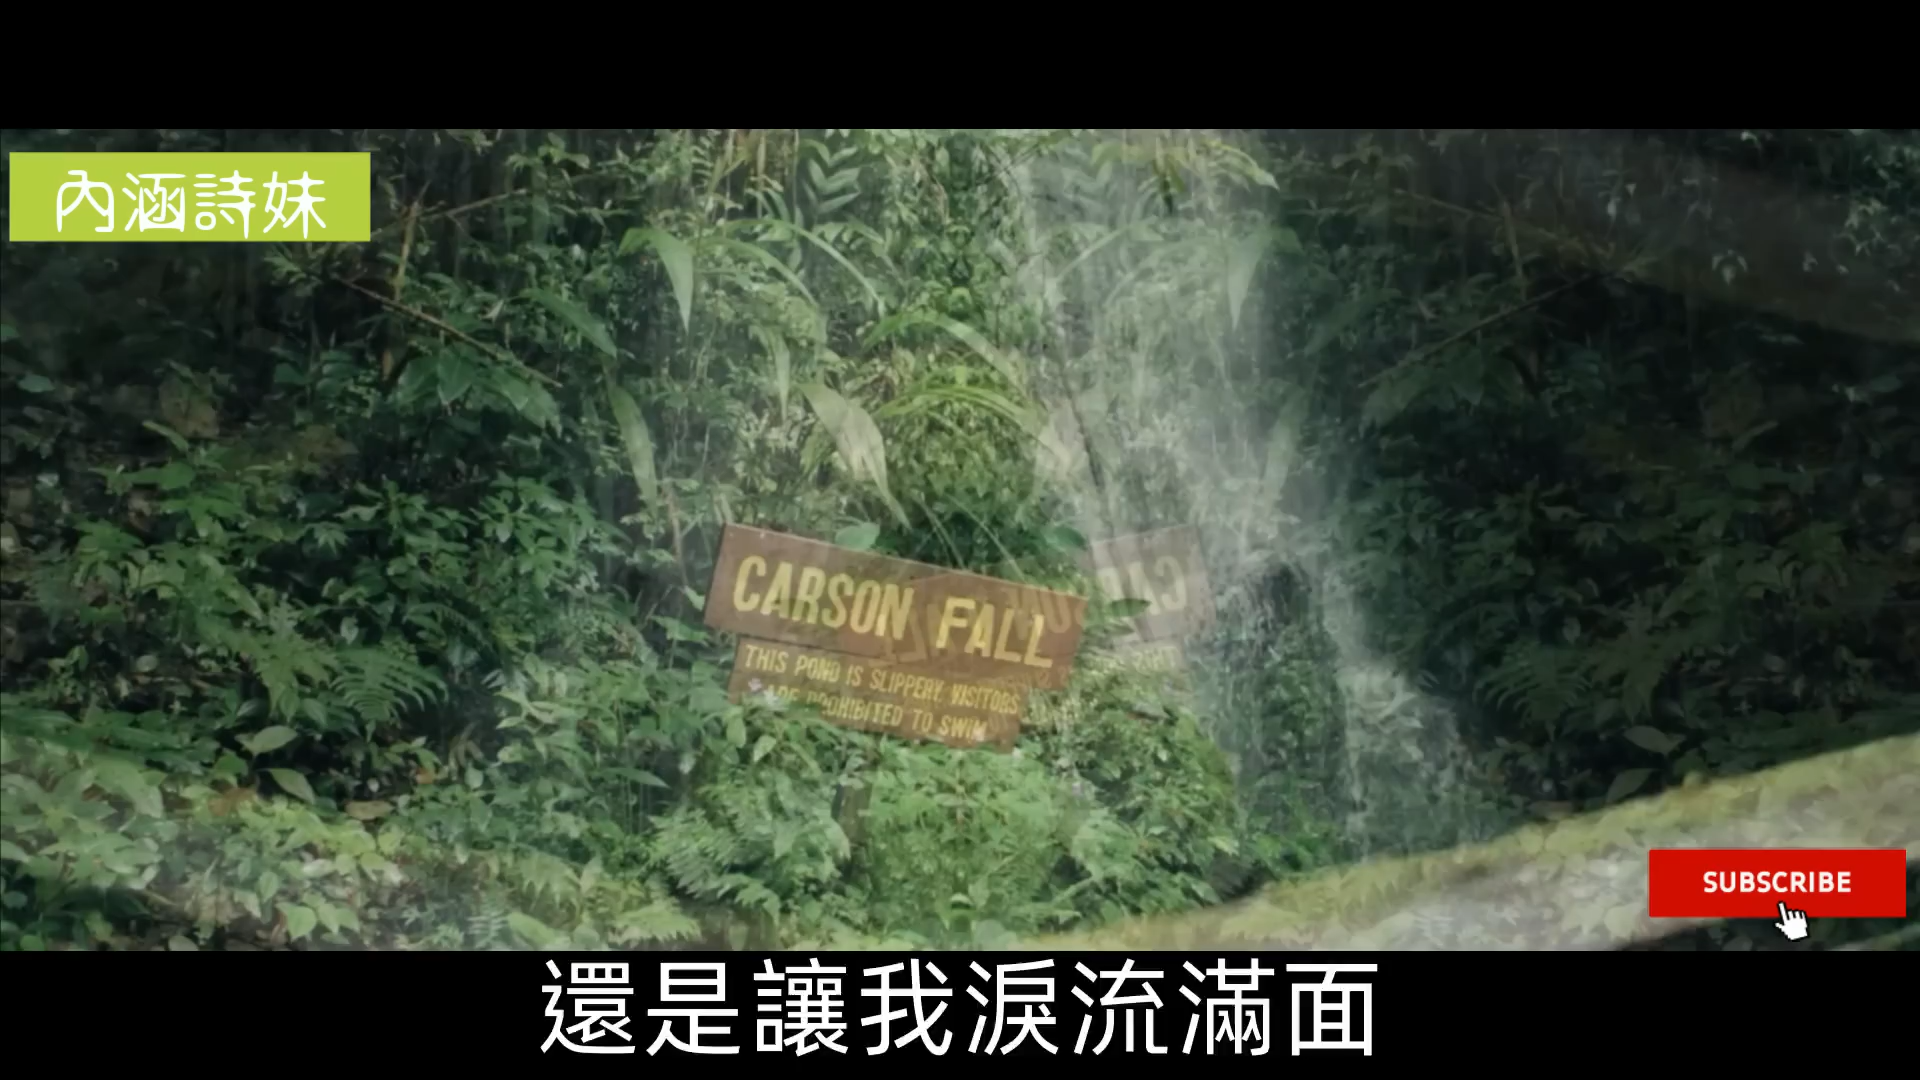 內涵詩妹
CARSON FALL
THIS POND IS SLIPPERY VISITORS
ARE PROHIBITED TO SWIM
SUBSCRIBE
還是讓我淚流滿面